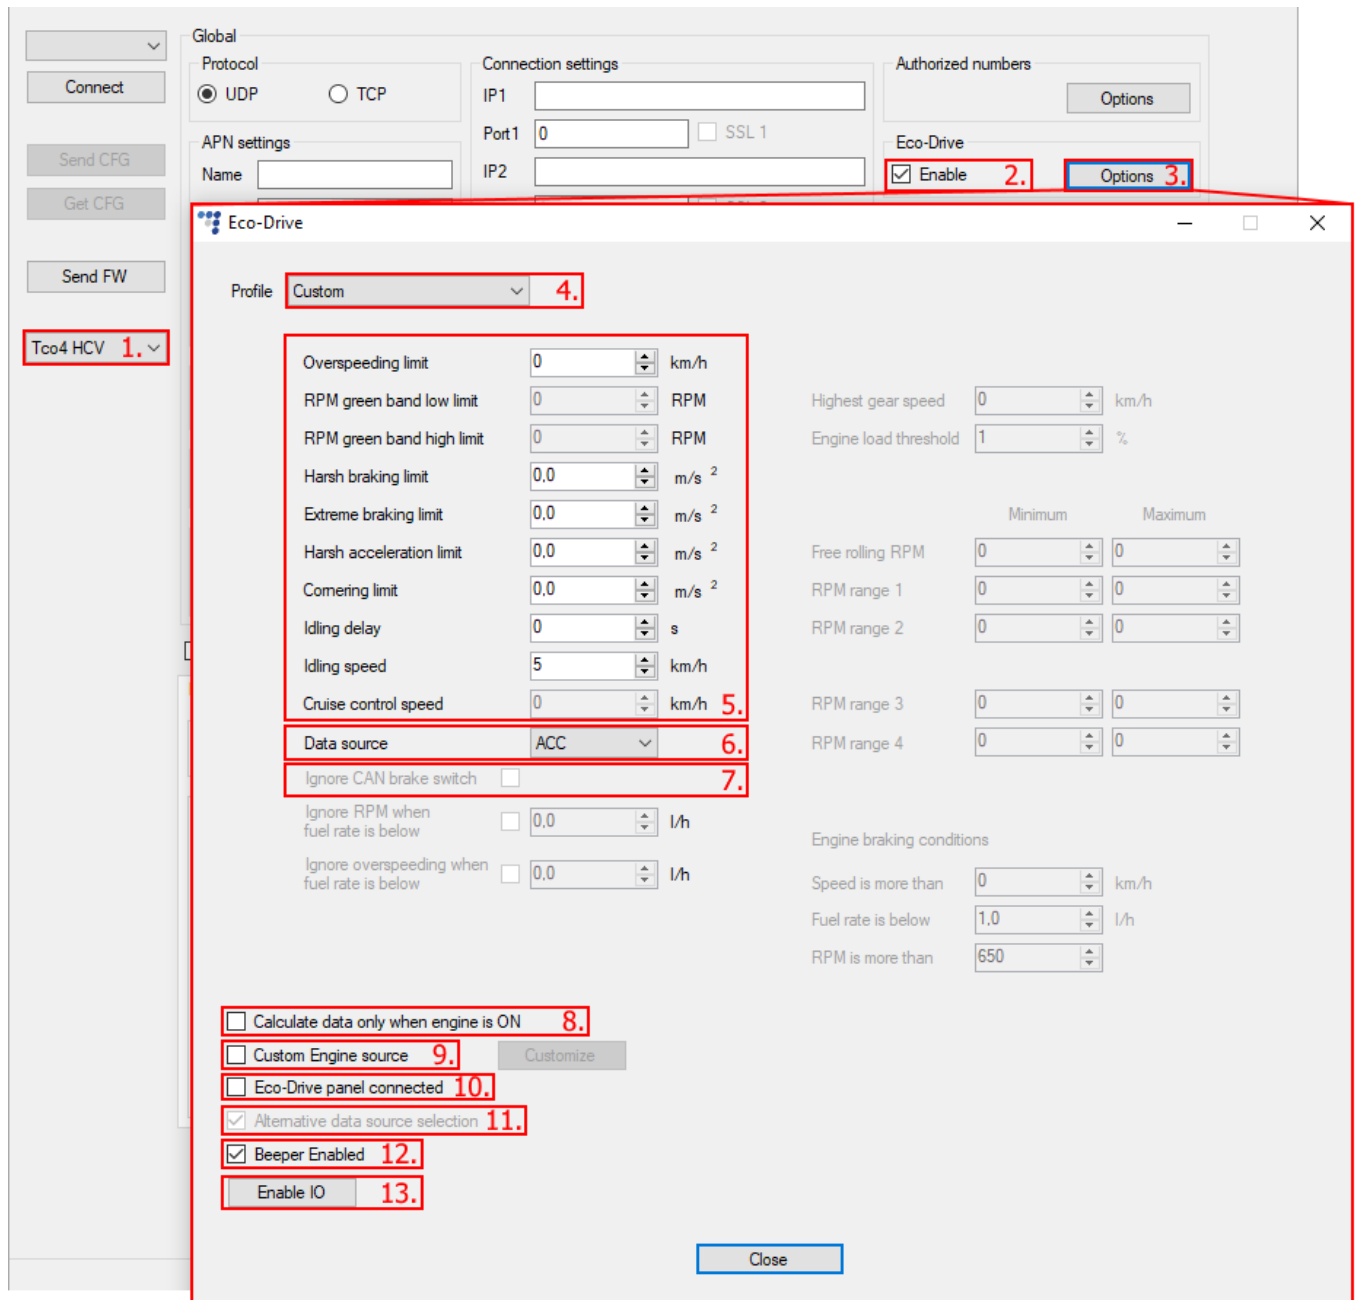 Global
Protocol
Connection settings
Authorized numbers
Connect
UDP
TCP
IP1
Options
Port1
0
SSL 1
APN settings
Eco-Drive
Send CFG
Name
IP2
Enable 2.
Options 3.
Get CFG
Eco-Drive
Send FW
Profile
Custom
4.
Tco4 HCV 1.
Overspeeding limit 0 km/h
RPM green band low limit 0 RPM
Highest gear speed 0 km/h
RPM green band high limit 0 RPM
Engine load threshold 1 %
Harsh braking limit 0,0 m/s 2
Extreme braking limit 0,0 m/s 2
Minimum Maximum
Harsh acceleration limit 0,0 m/s 2
Free rolling RPM 0 0
Cornering limit 0,0 m/s 2
RPM range 1 0 0
Idling delay 0 s
RPM range 2 0 0
Idling speed 5 km/h
Cruise control speed 0 km/h 5.
RPM range 3 0 0
Data source ACC 6.
RPM range 4 0 0
Ignore CAN brake switch 7.
Ignore RPM when
fuel rate is below 0,0 l/h
Engine braking conditions
Ignore overspeeding when
fuel rate is below 0,0 l/h
Speed is more than 0 km/h
Fuel rate is below 1,0 l/h
RPM is more than 650
Calculate data only when engine is ON 8.
Custom Engine source 9.
Customize
Eco-Drive panel connected 10.
Alternative data source selection 11.
Beeper Enabled 12.
Enable IO 13.
Close